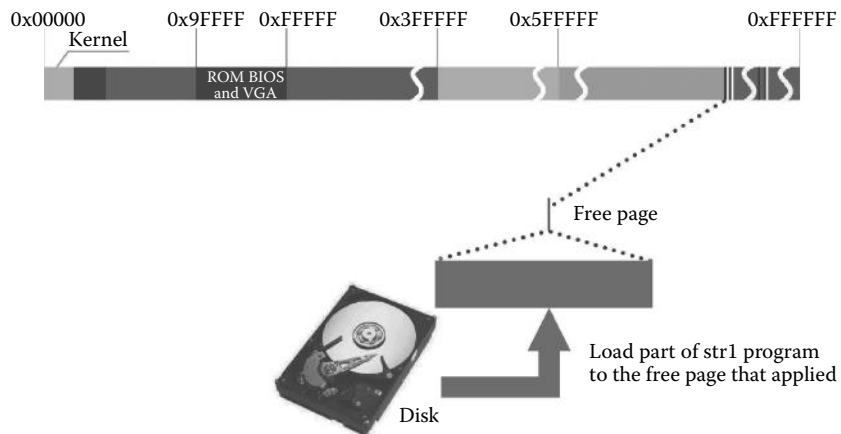 0x00000 0x9FFFF 0xFFFFF 0x3FFFFF 0x5FFFFF 0xFFFFFF
Kernel
ROM BIOS
and VGA
Free page
Load part of str1 program
to the free page that applied
Disk